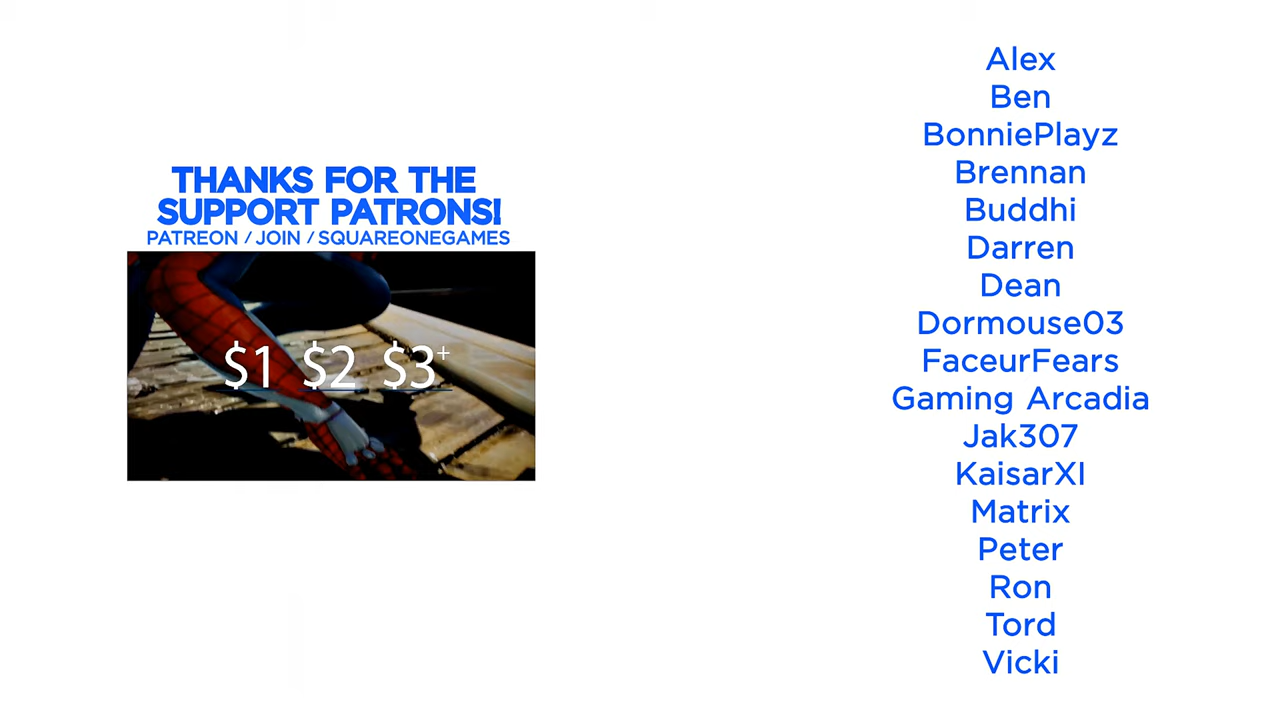 THANKS FOR THE
SUPPORT PATRONS!
PATREON / JOIN / SQUAREONEGAMES
$1 $2 $3+
Alex
Ben
BonniePlayz
Brennan
Buddhi
Darren
Dean
Dormouse03
FaceurFears
Gaming Arcadia
Jak307
KaisarXI
Matrix
Peter
Ron
Tord
Vicki